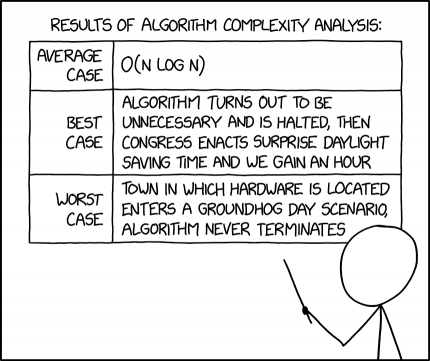 RESULTS OF ALGORITHM COMPLEXITY ANALYSIS:
AVERAGE
CASE
O(N LOG N)
BEST
CASE
ALGORITHM TURNS OUT TO BE
UNNECESSARY AND IS HALTED, THEN
CONGRESS ENACTS SURPRISE DAYLIGHT
SAVING TIME AND WE GAIN AN HOUR
WORST
CASE
TOWN IN WHICH HARDWARE IS LOCATED
ENTERS A GROUNDHOG DAY SCENARIO,
ALGORITHM NEVER TERMINATES